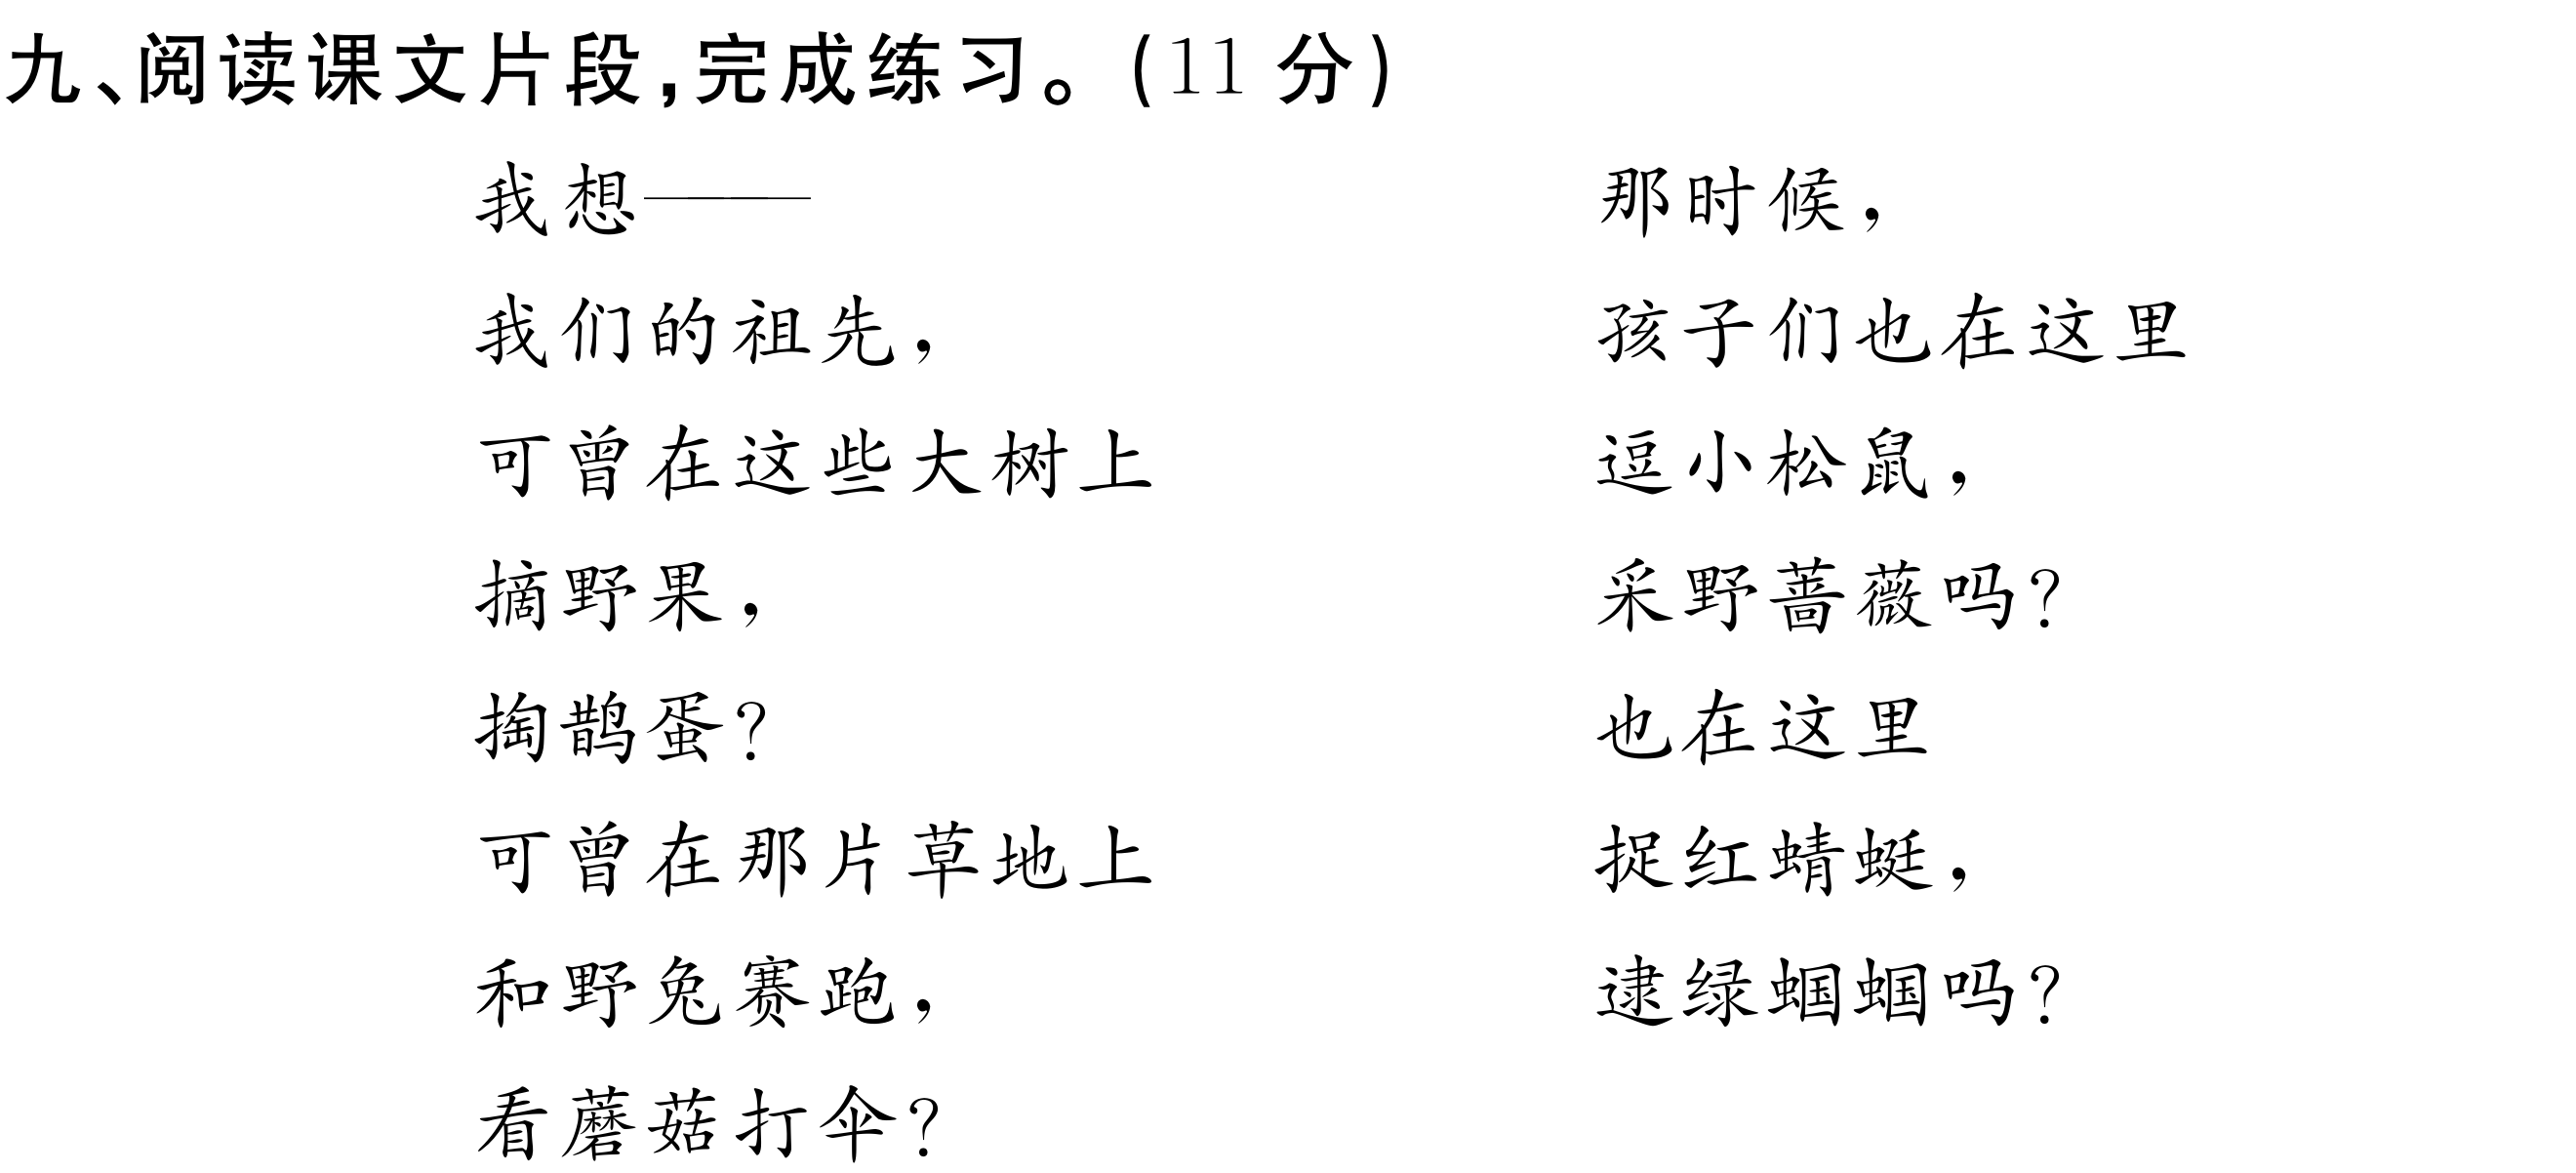 九、阅读课文片段,完成练习。(11 分)
我想——
我们的祖先,
可曾在这些大树上
摘野果,
掏鹊蛋?
可曾在那片草地上
和野兔赛跑,
看蘑菇打伞?
那时候,
孩子们也在这里
逗小松鼠,
采野蔷薇吗?
也在这里
捉红蜻蜓,
逮绿蝈蝈吗?